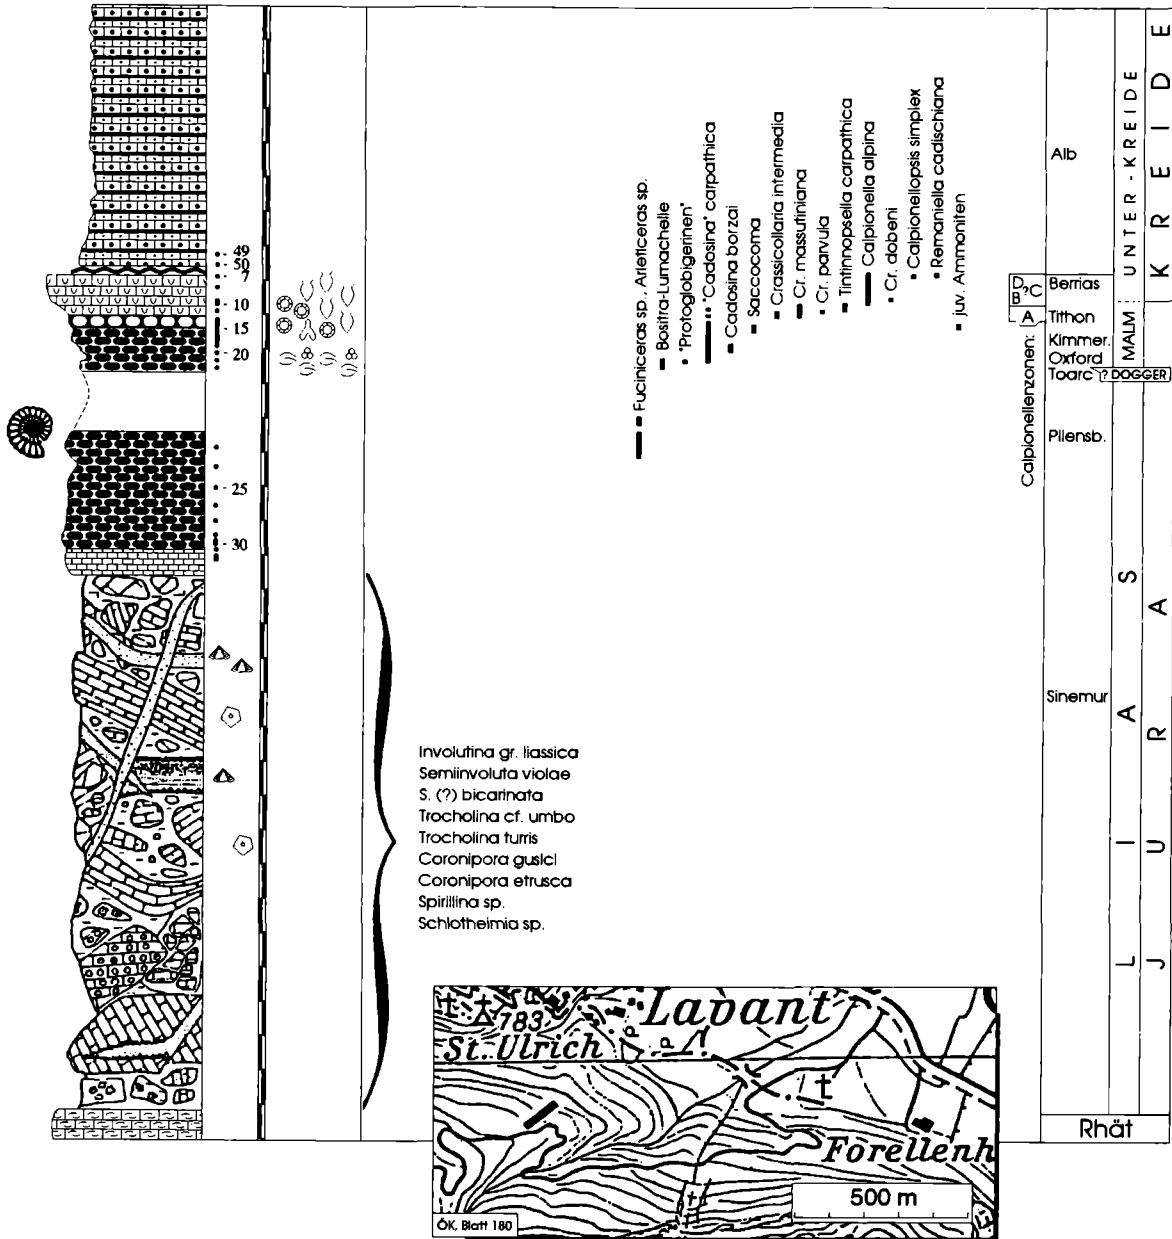 49
50
7
10
15
20
25
30
Fuciniceras sp., Arieticeras sp.
Bositra-Lumachelle
"Protoglobigerinen"
"Cadosina" carpathica
Cadosina borzai
Saccocoma
Crassicollaria intermedia
Cr. massutiniana
Cr. parvula
Tintinnopsella carpathica
Calpionella alpina
Cr. dobeni
Calpionellopsis simplex
Remaniella cadischiana
juv. Ammoniten
Calpionellenzonen:
D
?C
B
A
Alb
Berrias
Tithon
Kimmer.
Oxford
Toarc
Pliensb.
Sinemur
Rhät
UNTER-KREIDE
MALM
? DOGGER
LIAS
KREIDE
JURA
Involutina gr. liassica
Semiinvoluta violae
S. (?) bicarinata
Trocholina cf. umbo
Trocholina turris
Coronipora gusici
Coronipora etrusca
Spirillina sp.
Schlotheimia sp.
Lavant
783
St. Ulrich
P
P
Forellenh
500 m
ÖK, Blatt 180